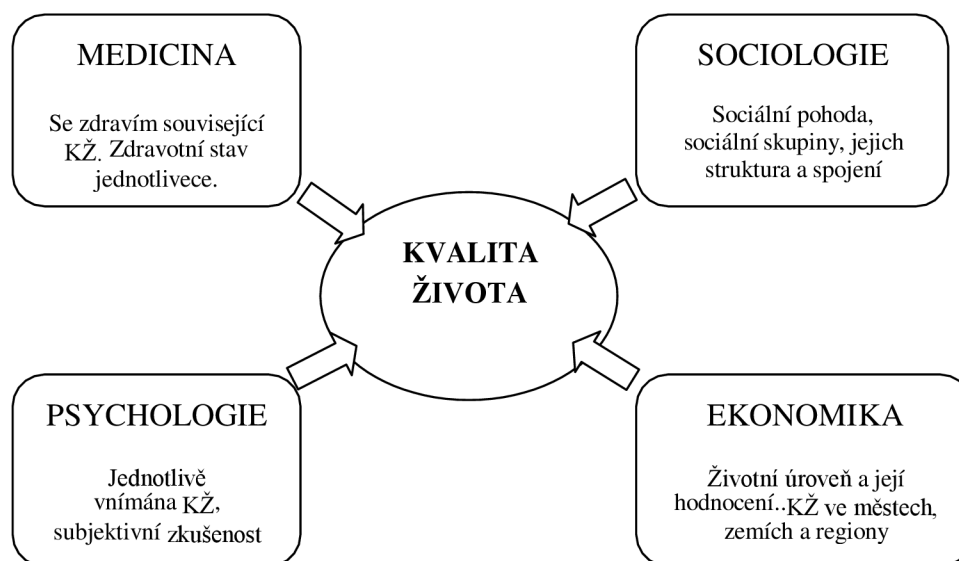 MEDICINA
Se zdravím související
KŽ. Zdravotní stav
jednotlivece.
SOCIOLOGIE
Sociální pohoda,
sociální skupiny, jejich
struktura a spojení
KVALITA
ŽIVOTA
PSYCHOLOGIE
Jednotlivě
vnímána KŽ,
subjektivní zkušenost
EKONOMIKA
Životní úroveň a její
hodnocení..KŽ ve městech,
zemích a regiony